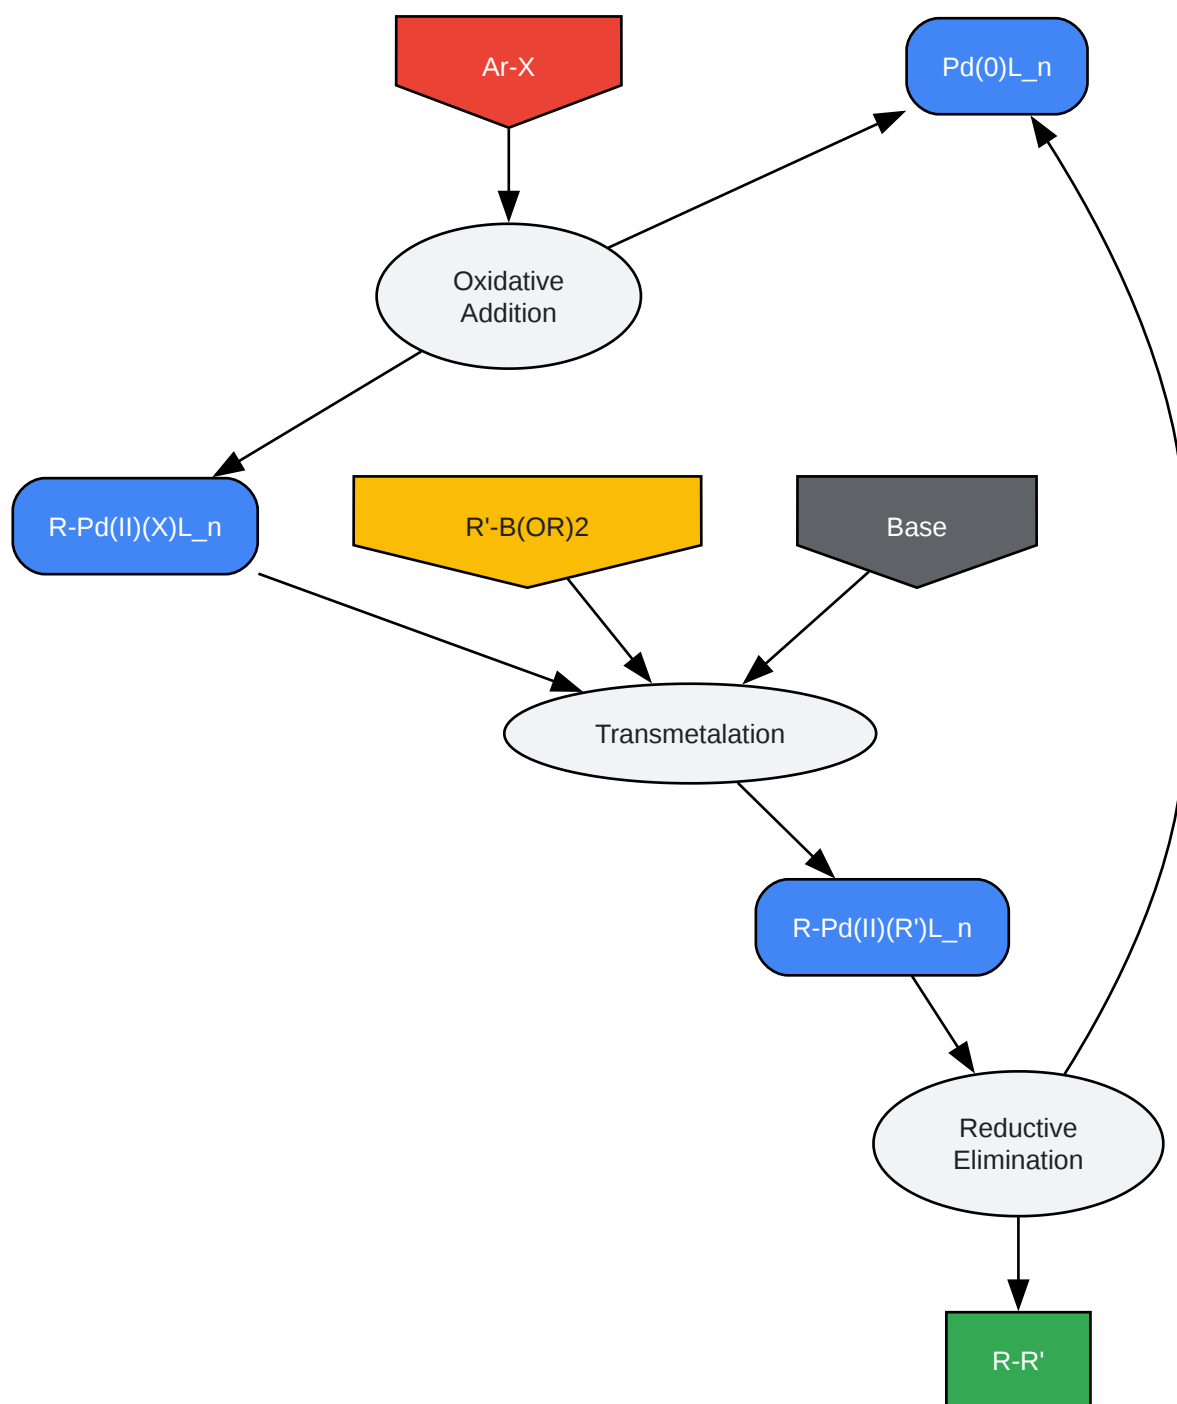 Ar-X
Pd(0)L_n
Oxidative
Addition
R-Pd(II)(X)L_n
R'-B(OR)2
Base
Transmetalation
R-Pd(II)(R')L_n
Reductive
Elimination
R-R'